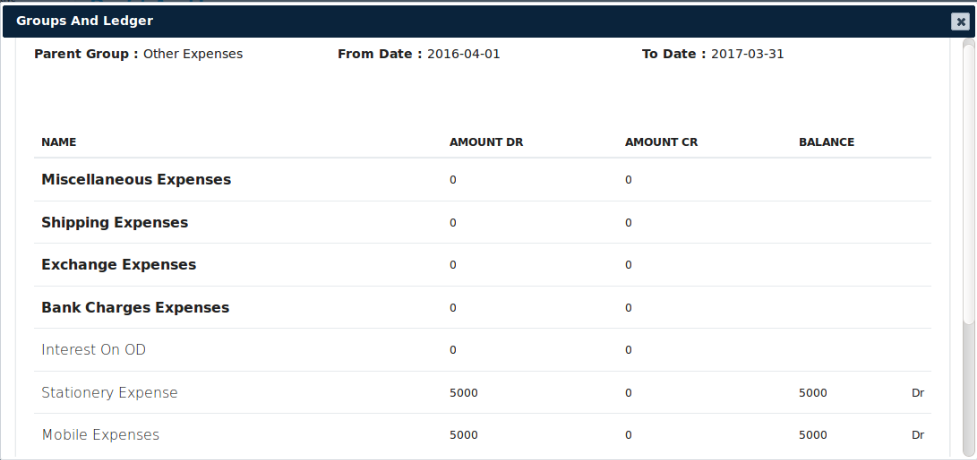 Groups And Ledger
Parent Group : Other Expenses From Date : 2016-04-01 To Date : 2017-03-31
NAME AMOUNT DR AMOUNT CR BALANCE
Miscellaneous Expenses 0 0
Shipping Expenses 0 0
Exchange Expenses 0 0
Bank Charges Expenses 0 0
Interest On OD 0 0
Stationery Expense 5000 0 5000 Dr
Mobile Expenses 5000 0 5000 Dr